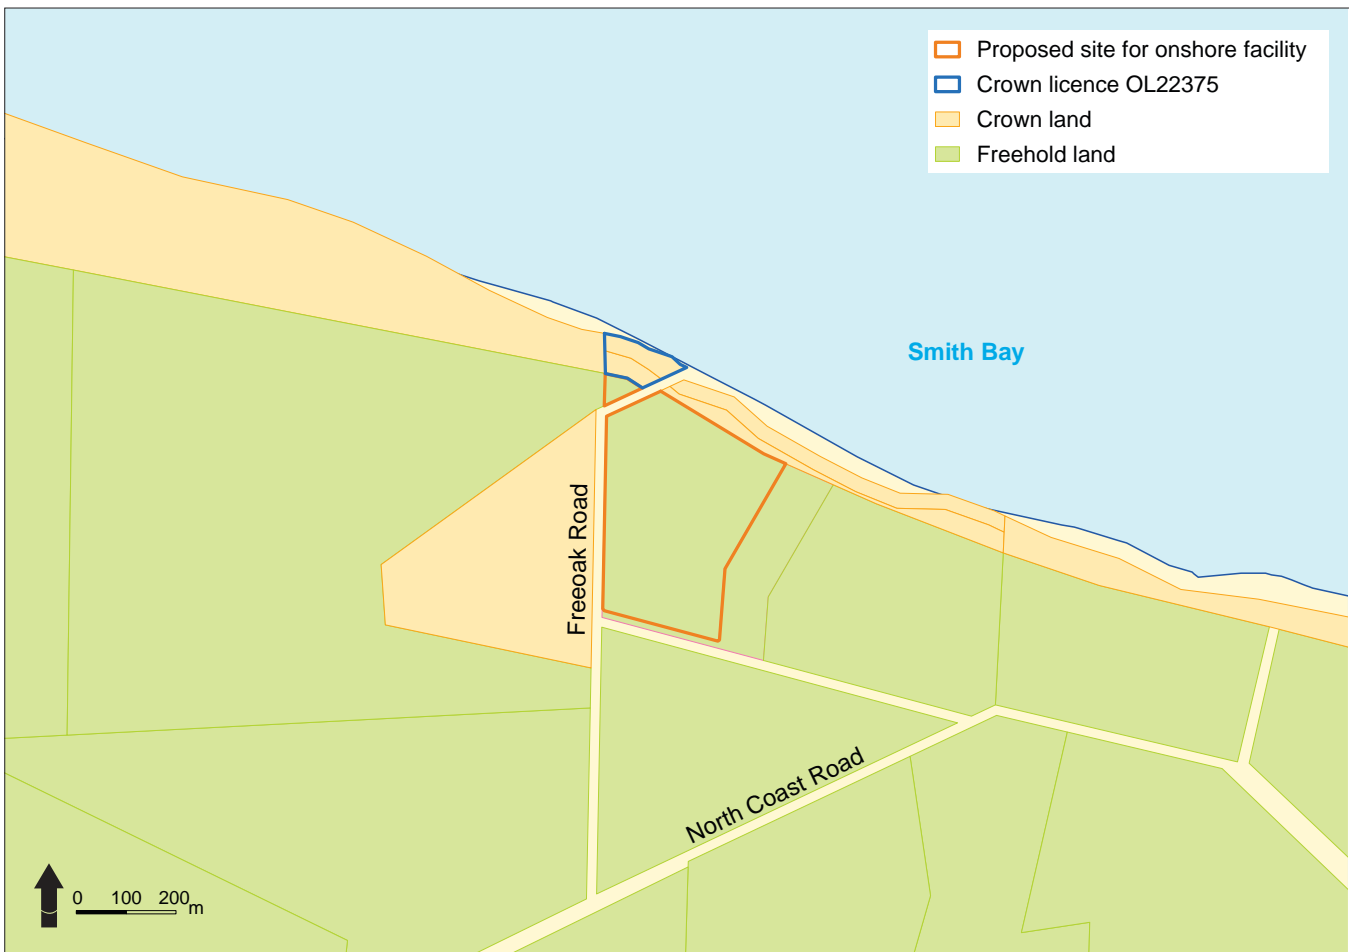 Proposed site for onshore facility
Crown licence OL22375
Crown land
Freehold land
Smith Bay
Freeoak Road
North Coast Road
0 100 200 m